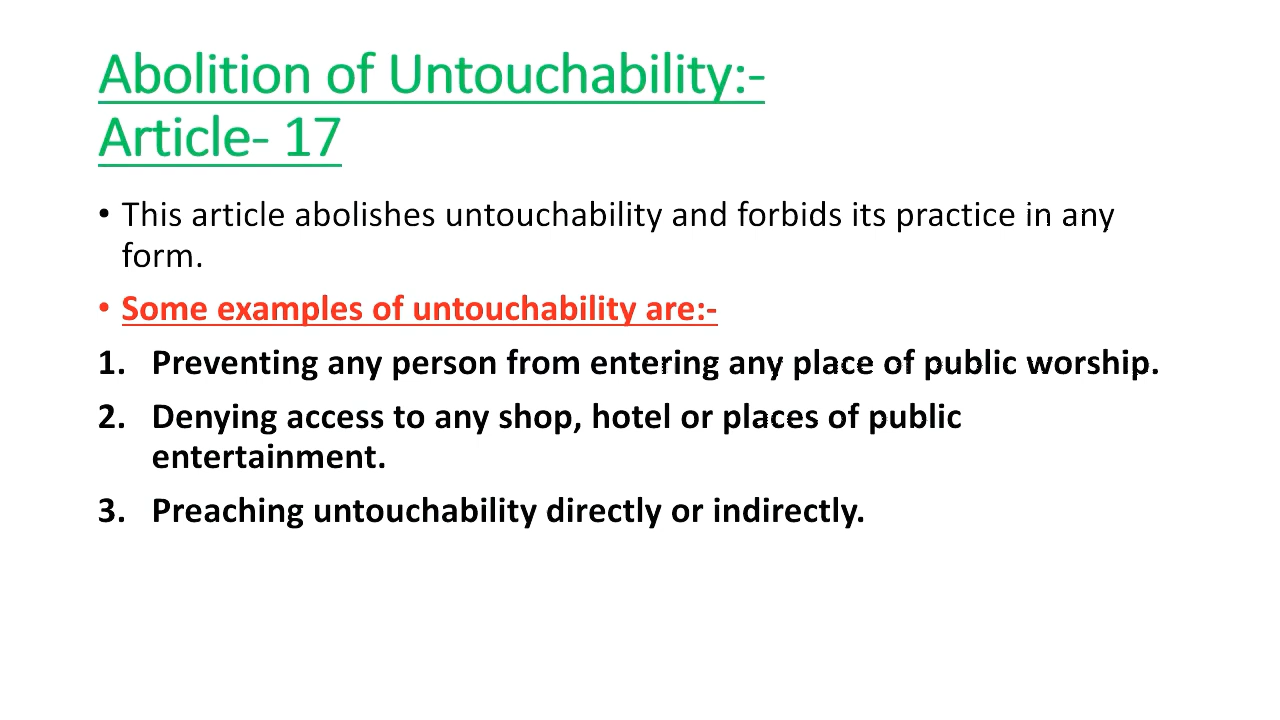 Abolition of Untouchability:-
Article- 17
• This article abolishes untouchability and forbids its practice in any
form.
• Some examples of untouchability are:-
1. Preventing any person from entering any place of public worship.
2. Denying access to any shop, hotel or places of public
entertainment.
3. Preaching untouchability directly or indirectly.